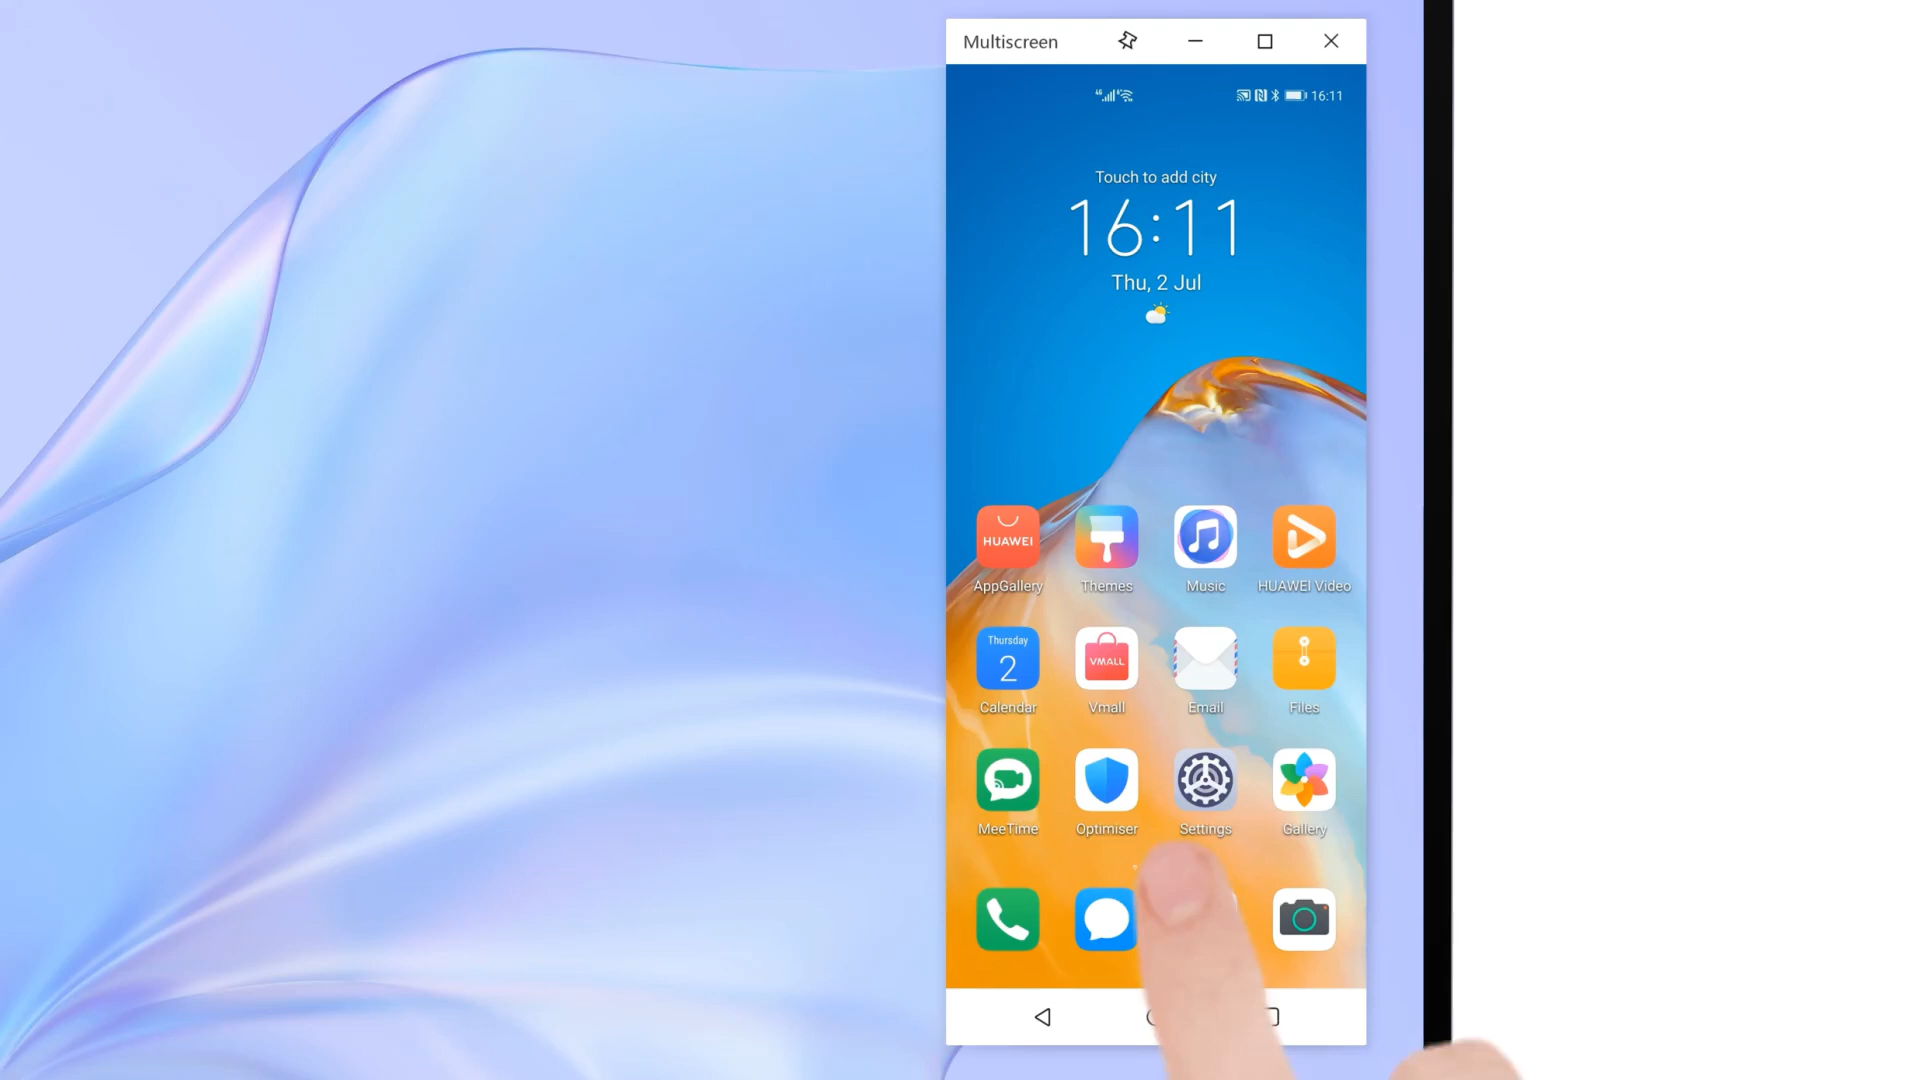 Multiscreen
16:11
Touch to add city
16:11
Thu, 2 Jul
HUAWEI
AppGallery
Themes
Music
HUAWEI Video
Thursday
2
VMALL
Calendar
Vmall
Email
Files
MeeTime
Optimiser
Settings
Gallery